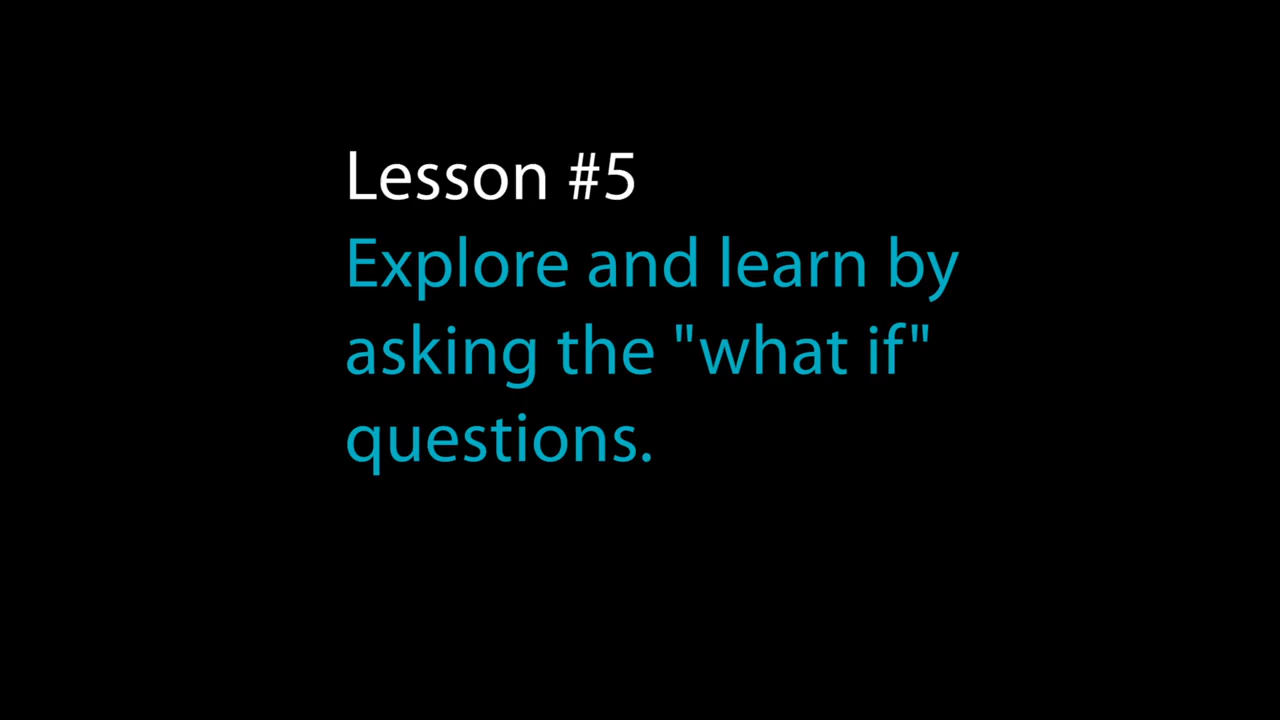 Lesson #5
Explore and learn by
asking the "what if"
questions.